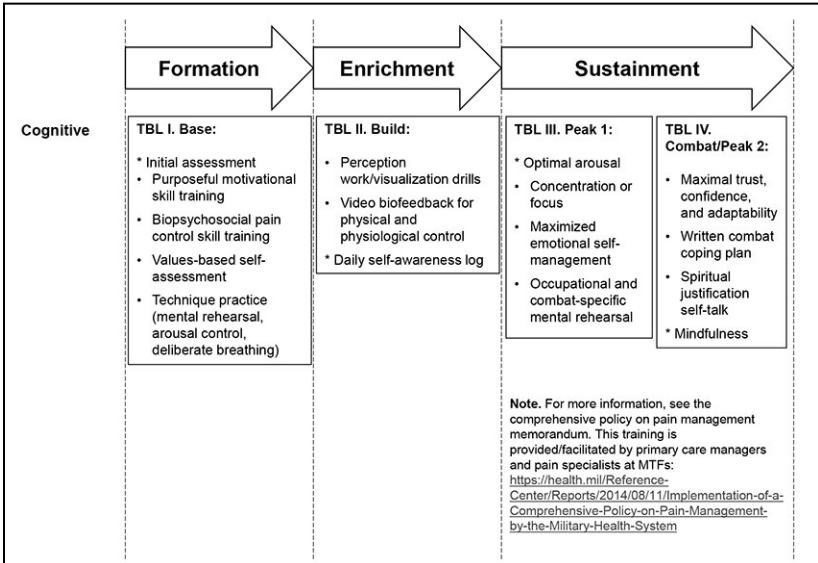 Formation
Enrichment
Sustainment
Cognitive
TBL I. Base:
* Initial assessment
• Purposeful motivational
skill training
• Biopsychosocial pain
control skill training
• Values-based self-
assessment
• Technique practice
(mental rehearsal,
arousal control,
deliberate breathing)
TBL II. Build:
• Perception
work/visualization drills
• Video biofeedback for
physical and
physiological control
* Daily self-awareness log
TBL III. Peak 1:
* Optimal arousal
• Concentration or
focus
• Maximized
emotional self-
management
• Occupational and
combat-specific
mental rehearsal
TBL IV.
Combat/Peak 2:
• Maximal trust,
confidence,
and adaptability
• Written combat
coping plan
• Spiritual
justification
self-talk
* Mindfulness
Note. For more information, see the
comprehensive policy on pain management
memorandum. This training is
provided/facilitated by primary care managers
and pain specialists at MTFs:
https://health.mil/Reference-
Center/Reports/2014/08/11/Implementation-of-a-
Comprehensive-Policy-on-Pain-Management-
by-the-Military-Health-System